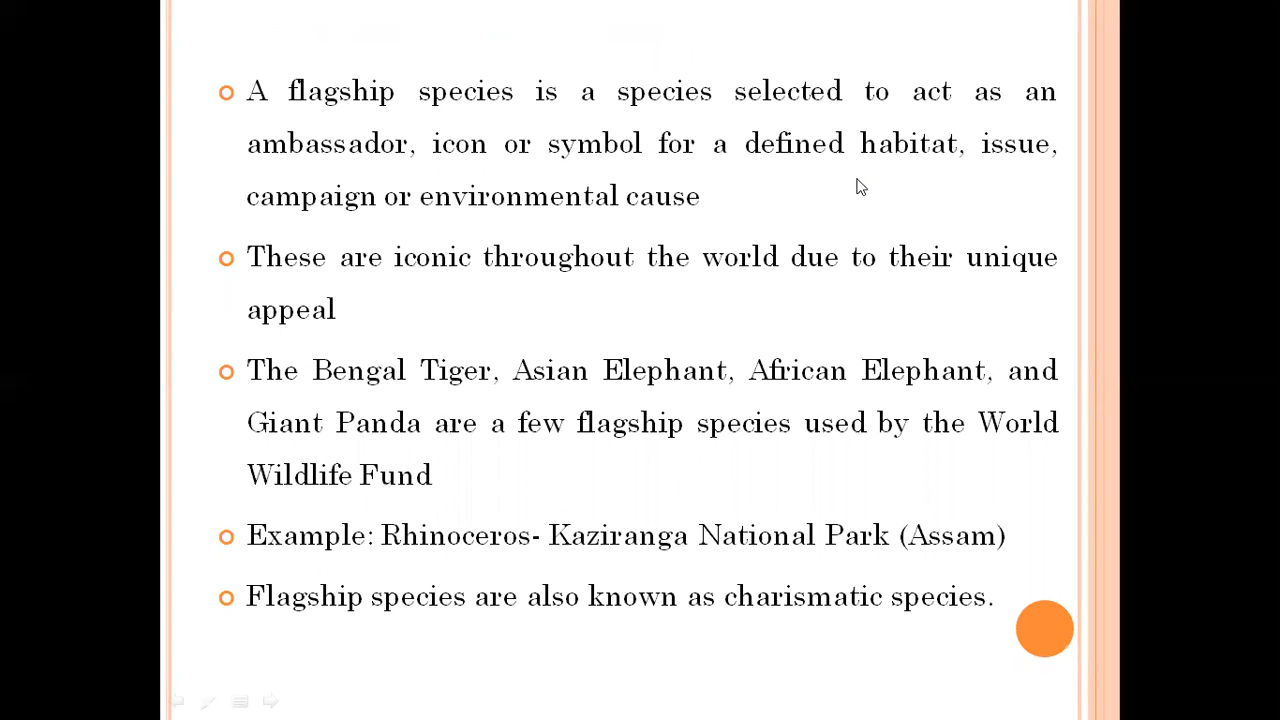 A flagship species is a species selected to act as an
ambassador, icon or symbol for a defined habitat, issue,
campaign or environmental cause
These are iconic throughout the world due to their unique
appeal
The Bengal Tiger, Asian Elephant, African Elephant, and
Giant Panda are a few flagship species used by the World
Wildlife Fund
Example: Rhinoceros- Kaziranga National Park (Assam)
Flagship species are also known as charismatic species.